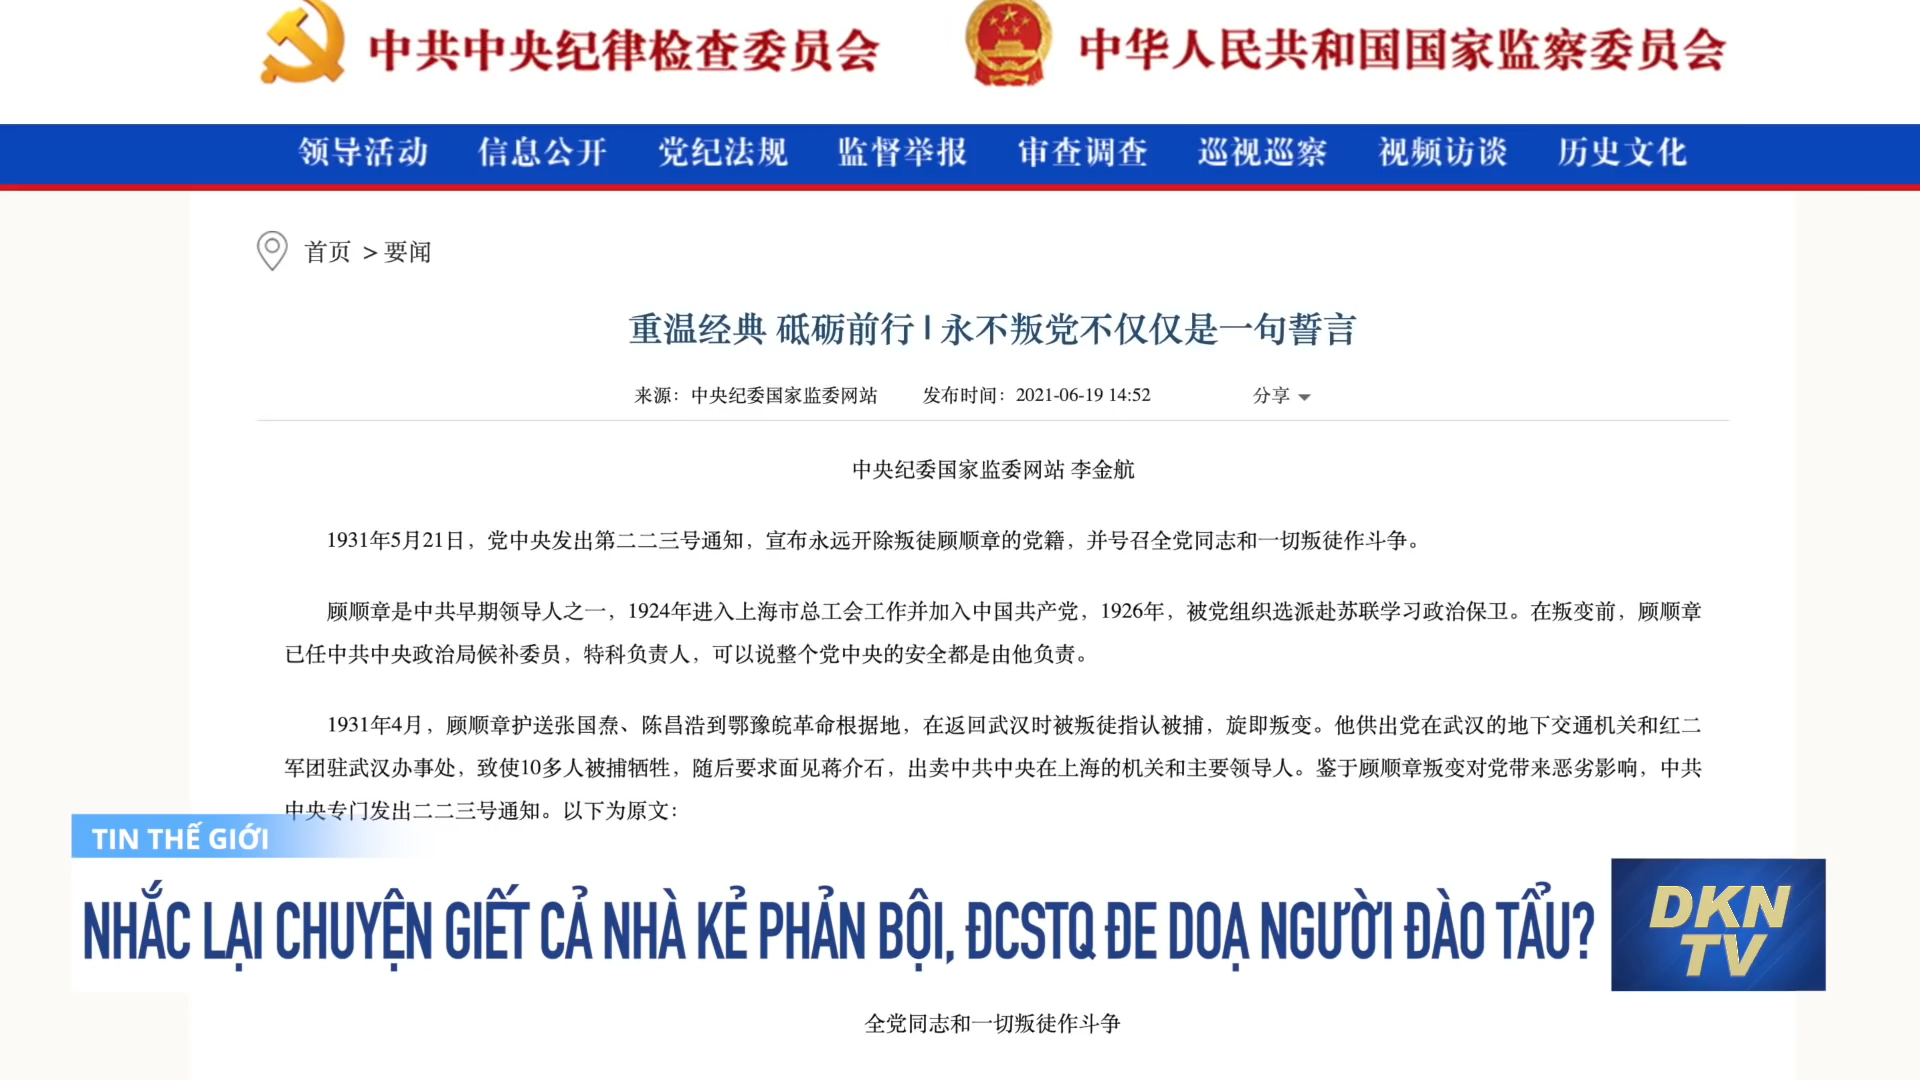 中共中央纪律检查委员会 中华人民共和国国家监察委员会
领导活动 信息公开 党纪法规 监督举报 审查调查 巡视巡察 视频访谈 历史文化
首页 > 要闻
重温经典 砥砺前行 | 永不叛党不仅仅是一句誓言
来源：中央纪委国家监委网站 发布时间：2021-06-19 14:52 分享
中央纪委国家监委网站 李金航
1931年5月21日，党中央发出第二二三号通知，宣布永远开除叛徒顾顺章的党籍，并号召全党同志和一切叛徒作斗争。
顾顺章是中共早期领导人之一，1924年进入上海市总工会工作并加入中国共产党，1926年，被党组织选派赴苏联学习政治保卫。在叛变前，顾顺章
已任中共中央政治局候补委员，特科负责人，可以说整个党中央的安全都是由他负责。
1931年4月，顾顺章护送张国焘、陈昌浩到鄂豫皖革命根据地，在返回武汉时被叛徒指认被捕，旋即叛变。他供出党在武汉的地下交通机关和红二
军团驻武汉办事处，致使10多人被捕牺牲，随后要求面见蒋介石，出卖中共中央在上海的机关和主要领导人。鉴于顾顺章叛变对党带来恶劣影响，中共
中央专门发出二二三号通知。以下为原文：
TIN THẾ GIỚI
NHẮC LẠI CHUYỆN GIẾT CẢ NHÀ KẺ PHẢN BỘI, ĐCSTQ ĐE DOẠ NGƯỜI ĐÀO TẨU?
DKN
TV
全党同志和一切叛徒作斗争